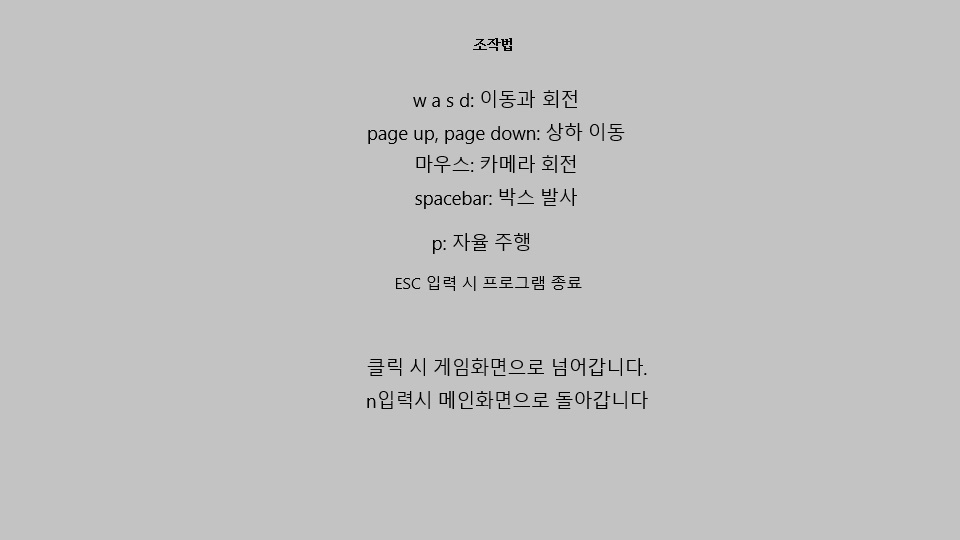 조작법
w a s d: 이동과 회전
page up, page down: 상하 이동
마우스: 카메라 회전
spacebar: 박스 발사
p: 자율 주행
ESC 입력 시 프로그램 종료
클릭 시 게임화면으로 넘어갑니다.
n입력시 메인화면으로 돌아갑니다